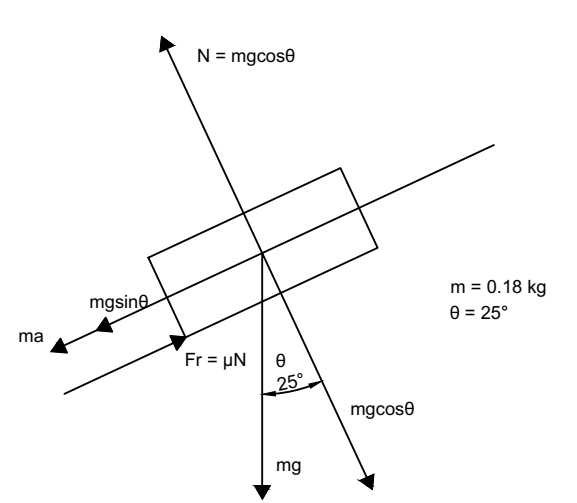 N = mgcosθ
m = 0.18 kg
θ = 25°
mgsinθ
ma
Fr = μN
θ
25°
mgcosθ
mg